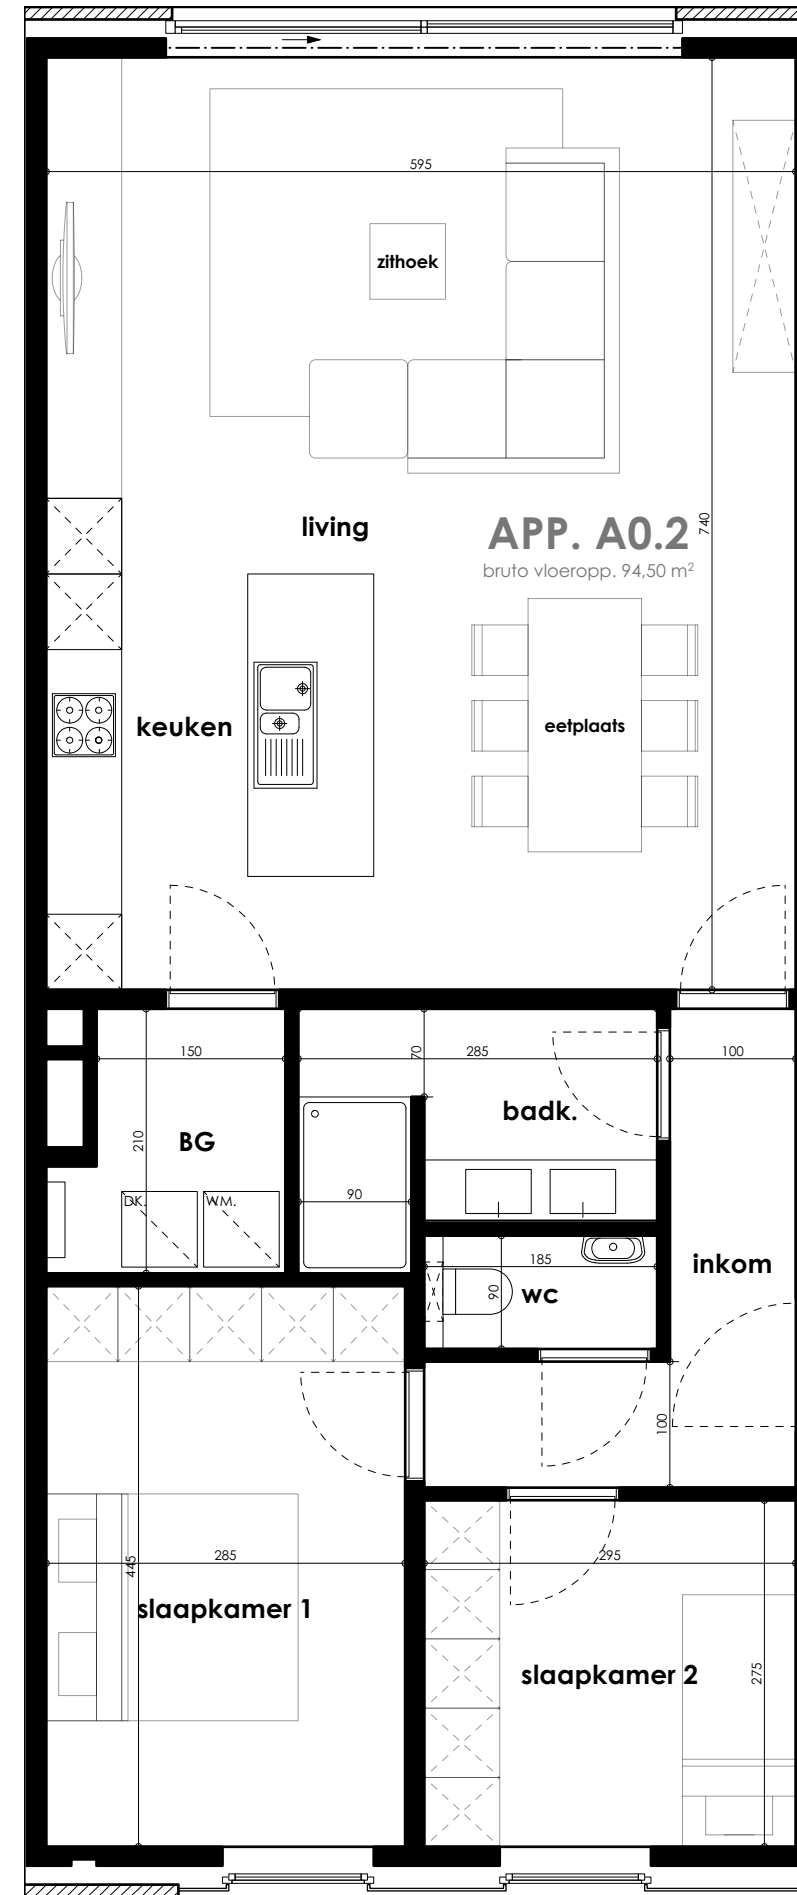 595
zithoek
living
APP. A0.2
bruto vloeropp. 94,50 m²
740
keuken
eetplaats
150
70
285
100
badk.
210
BG
DK.
W.M.
90
185
wc
90
inkom
100
285
445
slaapkamer 1
295
slaapkamer 2
275